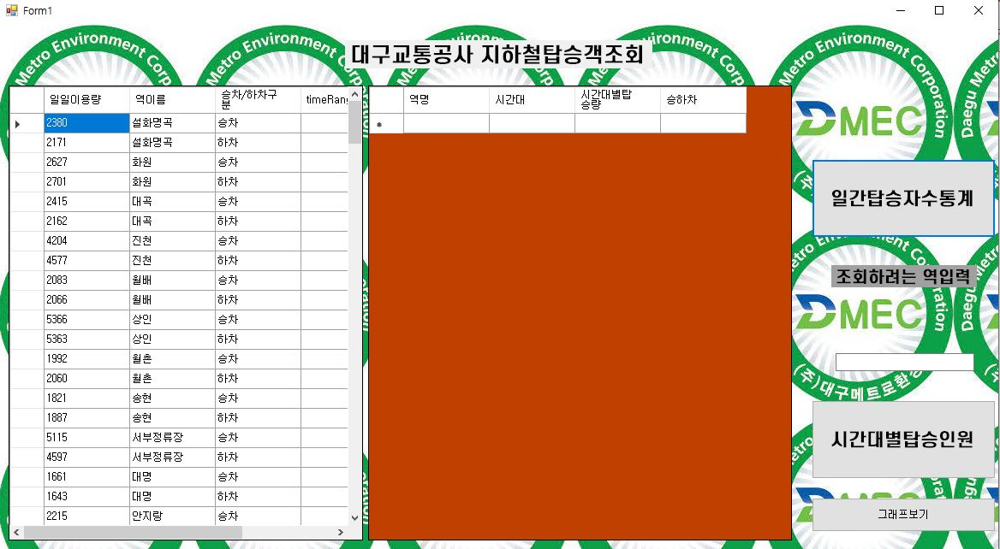 Form1
대구교통공사 지하철탑승객조회
일일이용량 역이름 승차/하차구분 timeRang
2380 설화명곡 승차
2171 설화명곡 하차
2627 화원 승차
2701 화원 하차
2415 대곡 승차
2162 대곡 하차
4204 진천 승차
4577 진천 하차
2083 월배 승차
2066 월배 하차
5366 상인 승차
5363 상인 하차
1992 월촌 승차
2060 월촌 하차
1821 송현 승차
1887 송현 하차
5115 서부정류장 승차
4597 서부정류장 하차
1661 대명 승차
1643 대명 하차
2215 안지랑 승차
역명 시간대 시간대별탑승량 승하차
일간탑승자수통계
조회하려는 역입력
시간대별탑승인원
그래프보기
Metro Environment Corp
Metro Environment Corp
DMEC
Daegu M
DMEC
(주)대구메트로환경
DMEC